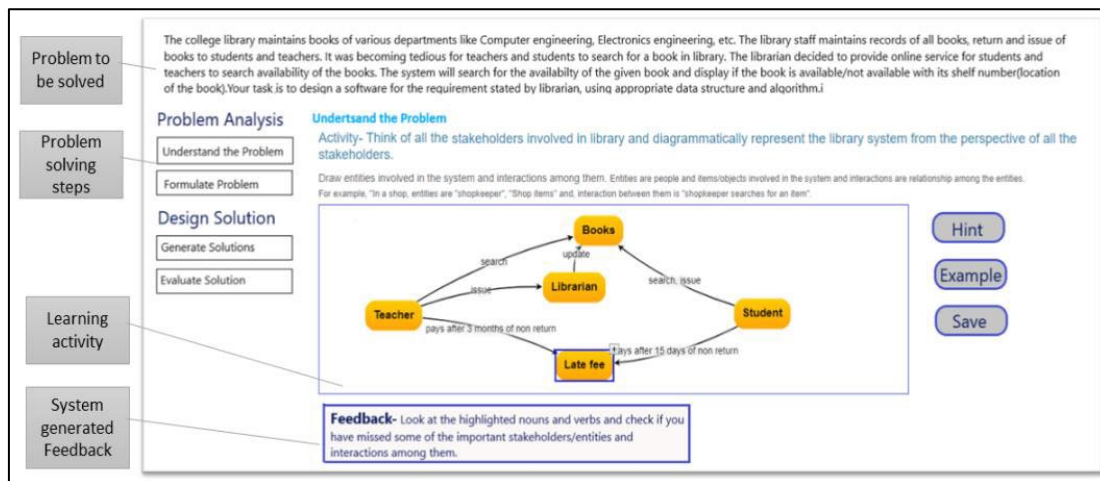 Problem to
be solved
Problem
solving
steps
Learning
activity
System
generated
Feedback
The college library maintains books of various departments like Computer engineering, Electronics engineering, etc. The library staff maintains records of all books, return and issue of
books to students and teachers. It was becoming tedious for teachers and students to search for a book in library. The librarian decided to provide online service for students and
teachers to search availability of the books. The system will search for the availabilty of the given book and display if the book is available/not available with its shelf number(location
of the book).Your task is to design a software for the requirement stated by librarian, using appropriate data structure and algorithm.i
Problem Analysis
Understand the Problem
Formulate Problem
Design Solution
Generate Solutions
Evaluate Solution
Undertsand the Problem
Activity- Think of all the stakeholders involved in library and diagrammatically represent the library system from the perspective of all the
stakeholders.
Draw entities involved in the system and interactions among them. Entities are people and items/objects involved in the system and interactions are relationship among the entities.
For example, "In a shop, entities are "shopkeeper", "Shop items" and, interaction between them is "shopkeeper searches for an item".
Books
search
update
search, issue
issue
Librarian
Teacher
Student
pays after 3 months of non return
ays after 15 days of non return
Late fee
Hint
Example
Save
Feedback- Look at the highlighted nouns and verbs and check if you
have missed some of the important stakeholders/entities and
interactions among them.